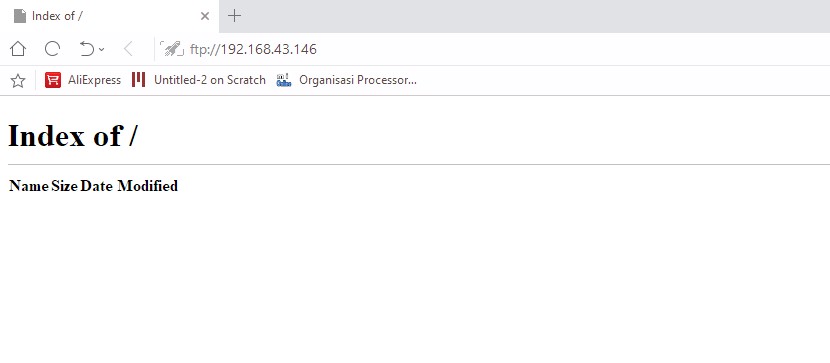 Index of /
ftp://192.168.43.146
AliExpress Untitled-2 on Scratch Organisasi Processor...
Index of /
Name Size Date Modified